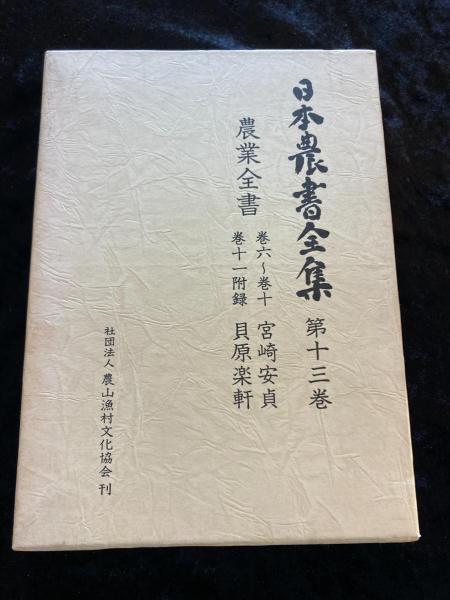 日本農書全集 第十三巻
農業全書
巻六～巻十 宮崎安貞
巻十一附録 貝原楽軒
社団法人 農山漁村文化協会 刊